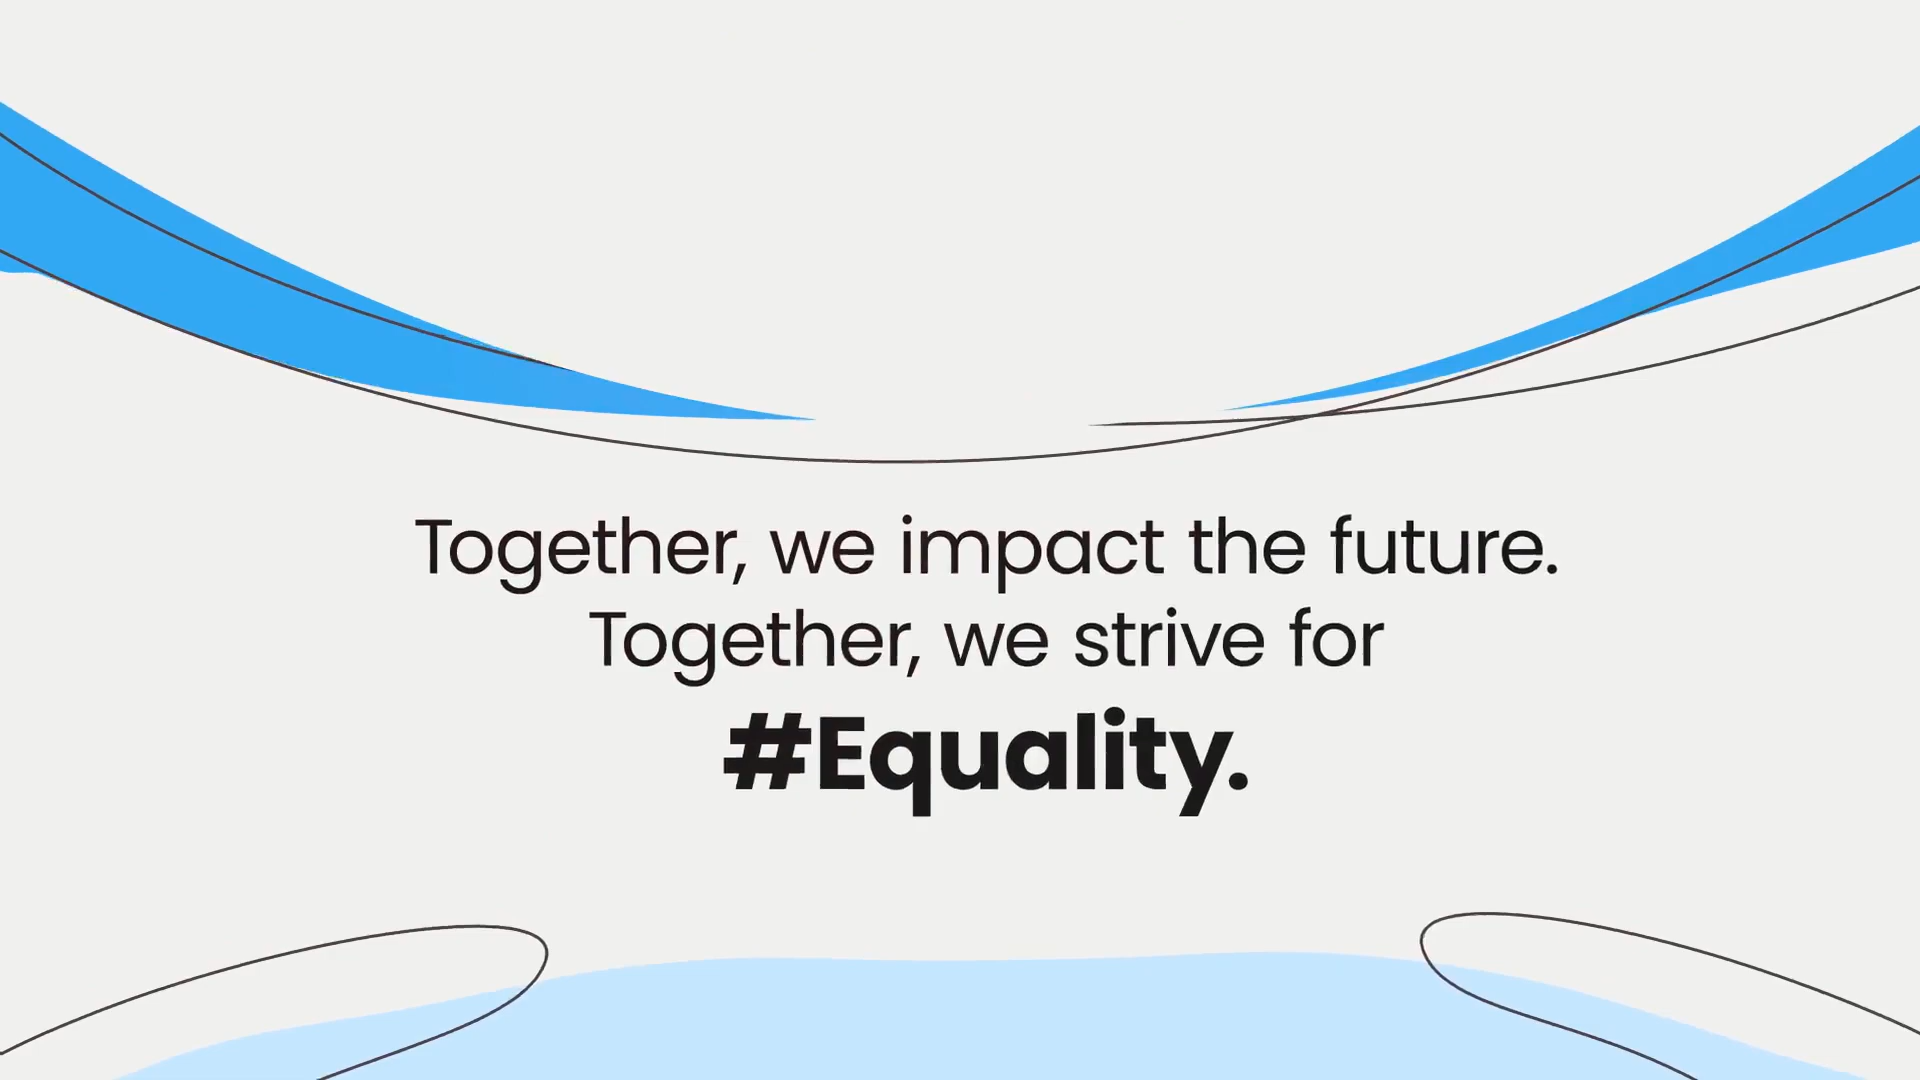 Together, we impact the future.
Together, we strive for
#Equality.